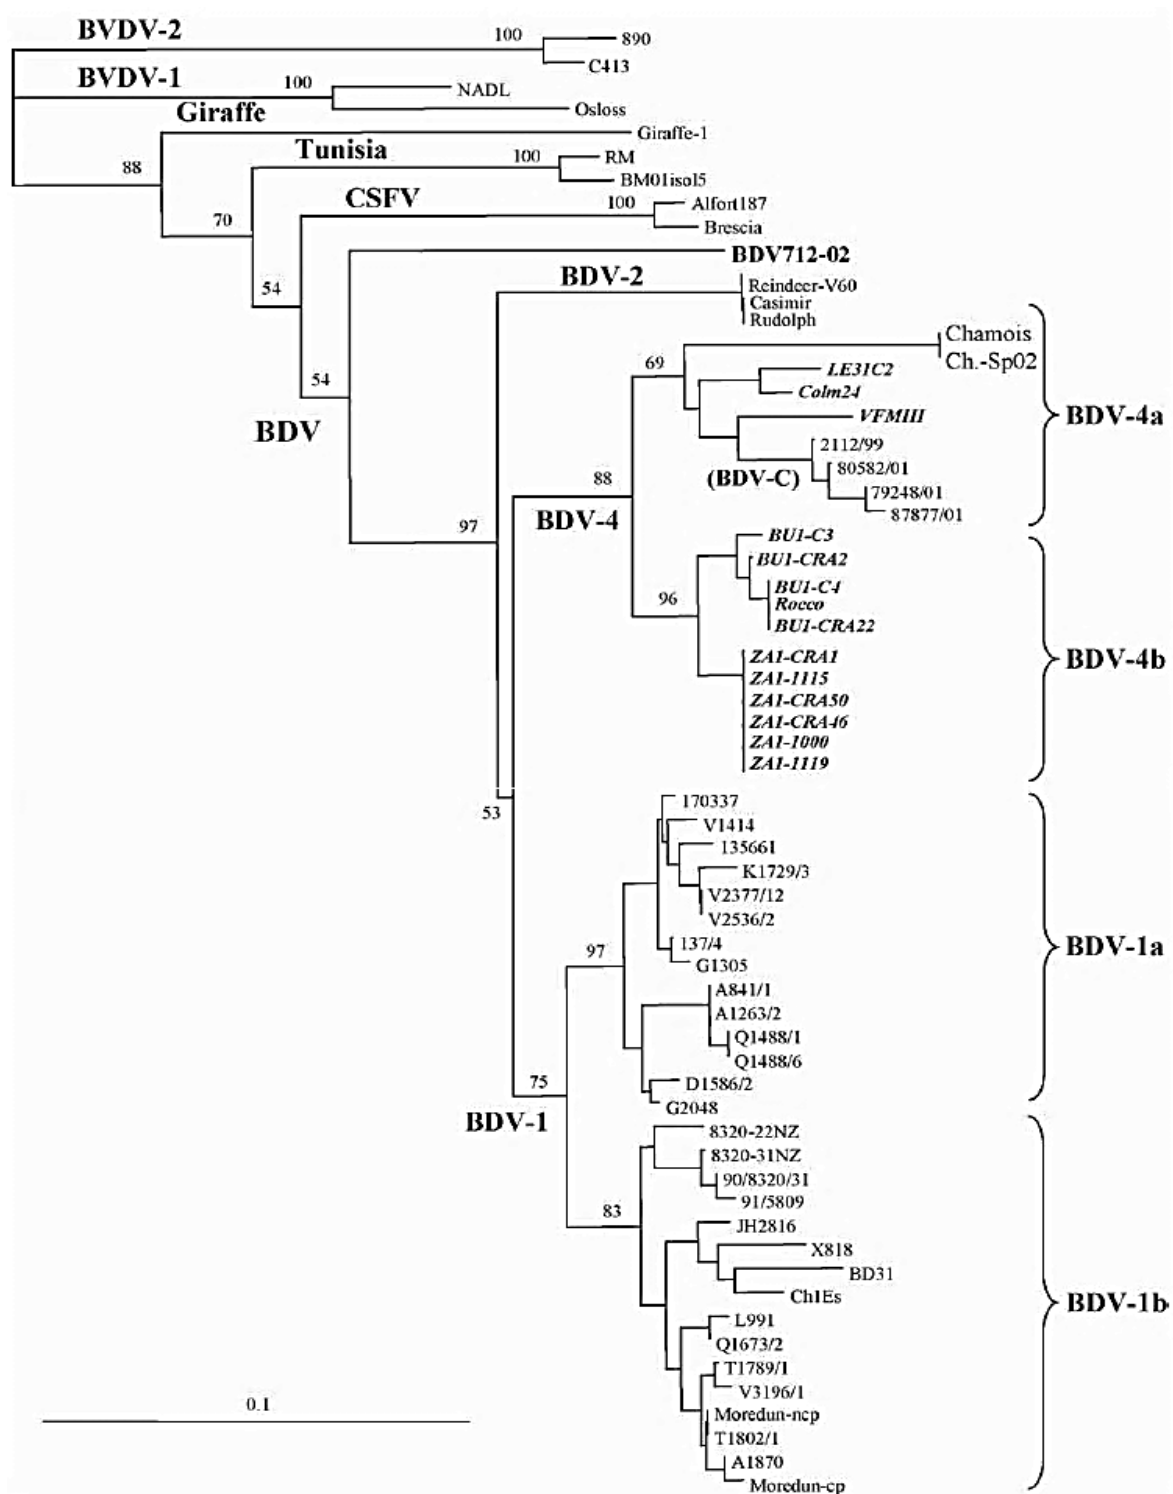 BVDV-2
100
890
C413
BVDV-1
100
NADL
Osloss
Giraffe
Giraffe-1
88
Tunisia
100
RM
BM01isol5
70
CSFV
100
Alfort187
Brescia
54
BDV712-02
BDV-2
Reindeer-V60
Casimir
Rudolph
54
BDV
Chamois
Ch.-Sp02
69
LE31C2
Colm24
VFMIII
BDV-4a
2112/99
(BDV-C)
80582/01
79248/01
87877/01
88
BDV-4
97
BU1-C3
BU1-CRA2
BU1-C4
Rocco
BU1-CRA22
96
BDV-4b
ZA1-CRA1
ZA1-1115
ZA1-CRA50
ZA1-CRA46
ZA1-1000
ZA1-1119
53
170337
V1414
135661
K1729/3
V2377/12
V2536/2
97
137/4
G1305
BDV-1a
A841/1
A1263/2
Q1488/1
Q1488/6
D1586/2
G2048
75
BDV-1
8320-22NZ
8320-31NZ
90/8320/31
91/5809
83
JH2816
X818
BD31
Ch1Es
BDV-1b
L991
Q1673/2
T1789/1
V3196/1
Moredun-ncp
T1802/1
A1870
Moredun-cp
0.1